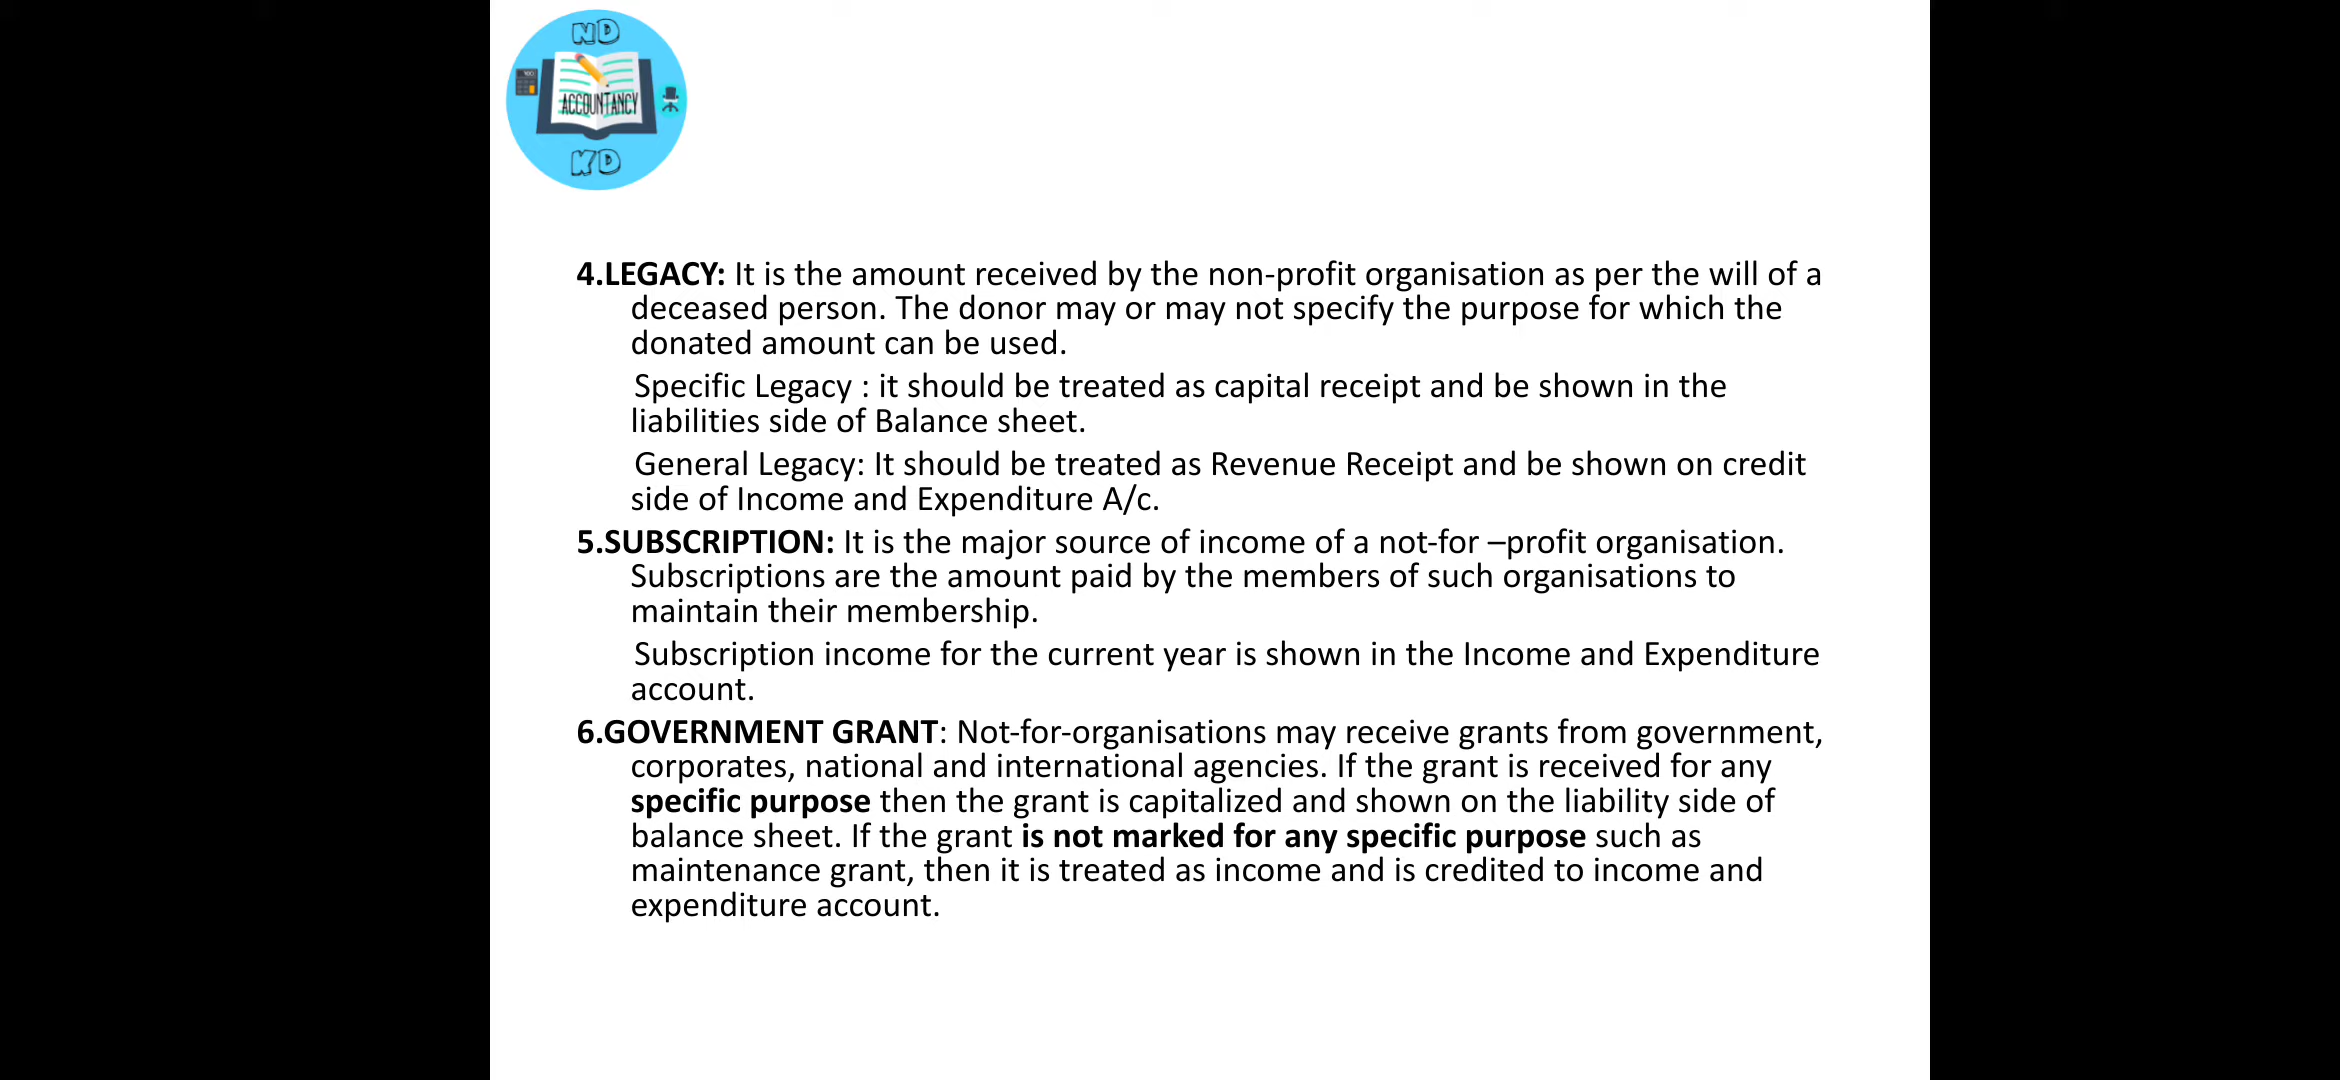 ND
ACCOUNTANCY
KD
4.LEGACY: It is the amount received by the non-profit organisation as per the will of a
deceased person. The donor may or may not specify the purpose for which the
donated amount can be used.
Specific Legacy : it should be treated as capital receipt and be shown in the
liabilities side of Balance sheet.
General Legacy: It should be treated as Revenue Receipt and be shown on credit
side of Income and Expenditure A/c.
5.SUBSCRIPTION: It is the major source of income of a not-for –profit organisation.
Subscriptions are the amount paid by the members of such organisations to
maintain their membership.
Subscription income for the current year is shown in the Income and Expenditure
account.
6.GOVERNMENT GRANT: Not-for-organisations may receive grants from government,
corporates, national and international agencies. If the grant is received for any
specific purpose then the grant is capitalized and shown on the liability side of
balance sheet. If the grant is not marked for any specific purpose such as
maintenance grant, then it is treated as income and is credited to income and
expenditure account.